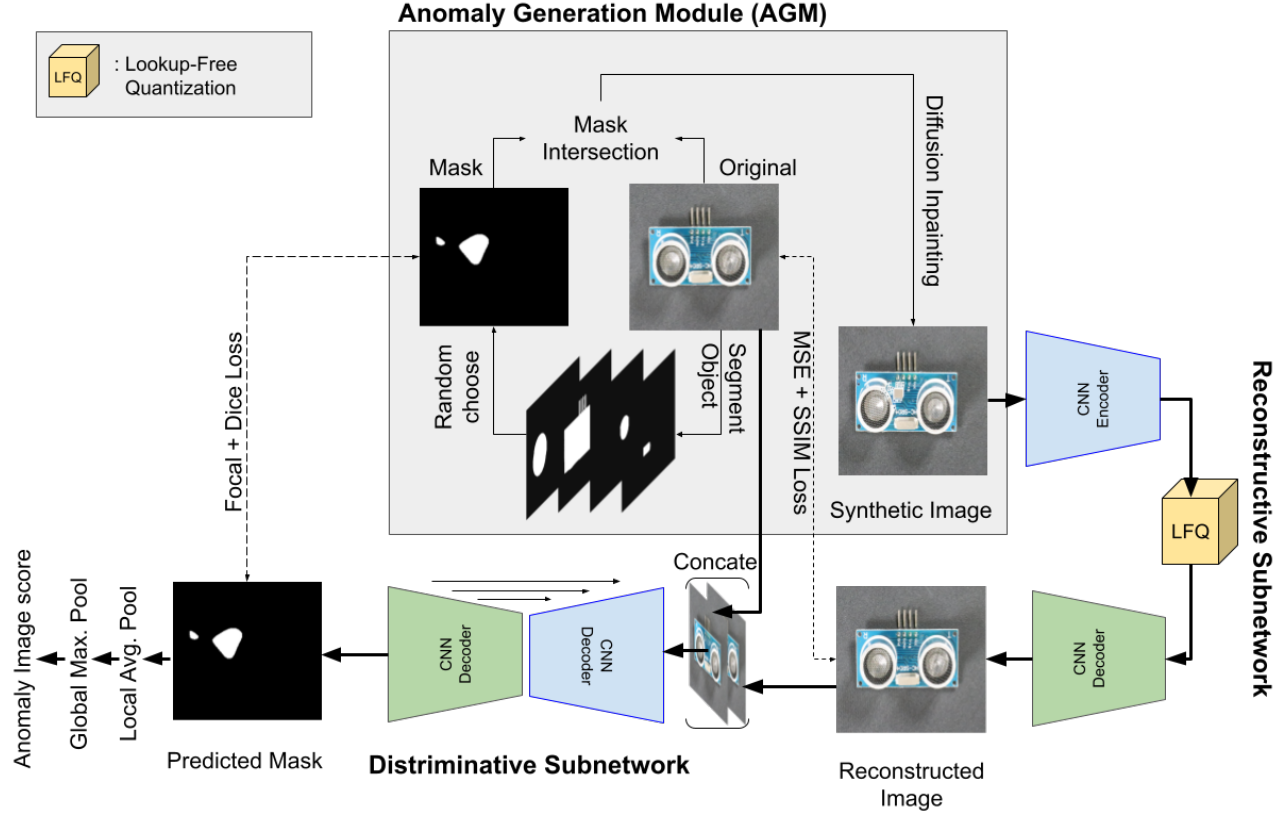 Anomaly Generation Module (AGM)
LFQ
: Lookup-Free
Quantization
Mask
Intersection
Mask
Original
Diffusion Inpainting
Random
choose
Segment
Object
Focal + Dice Loss
MSE + SSIM Loss
Synthetic Image
CNN
Encoder
LFQ
Reconstructive Subnetwork
CNN
Decoder
Reconstructed
Image
Concate
CNN
Decoder
CNN
Decoder
Distriminative Subnetwork
Predicted Mask
Local Avg. Pool
Global Max. Pool
Anomaly Image score